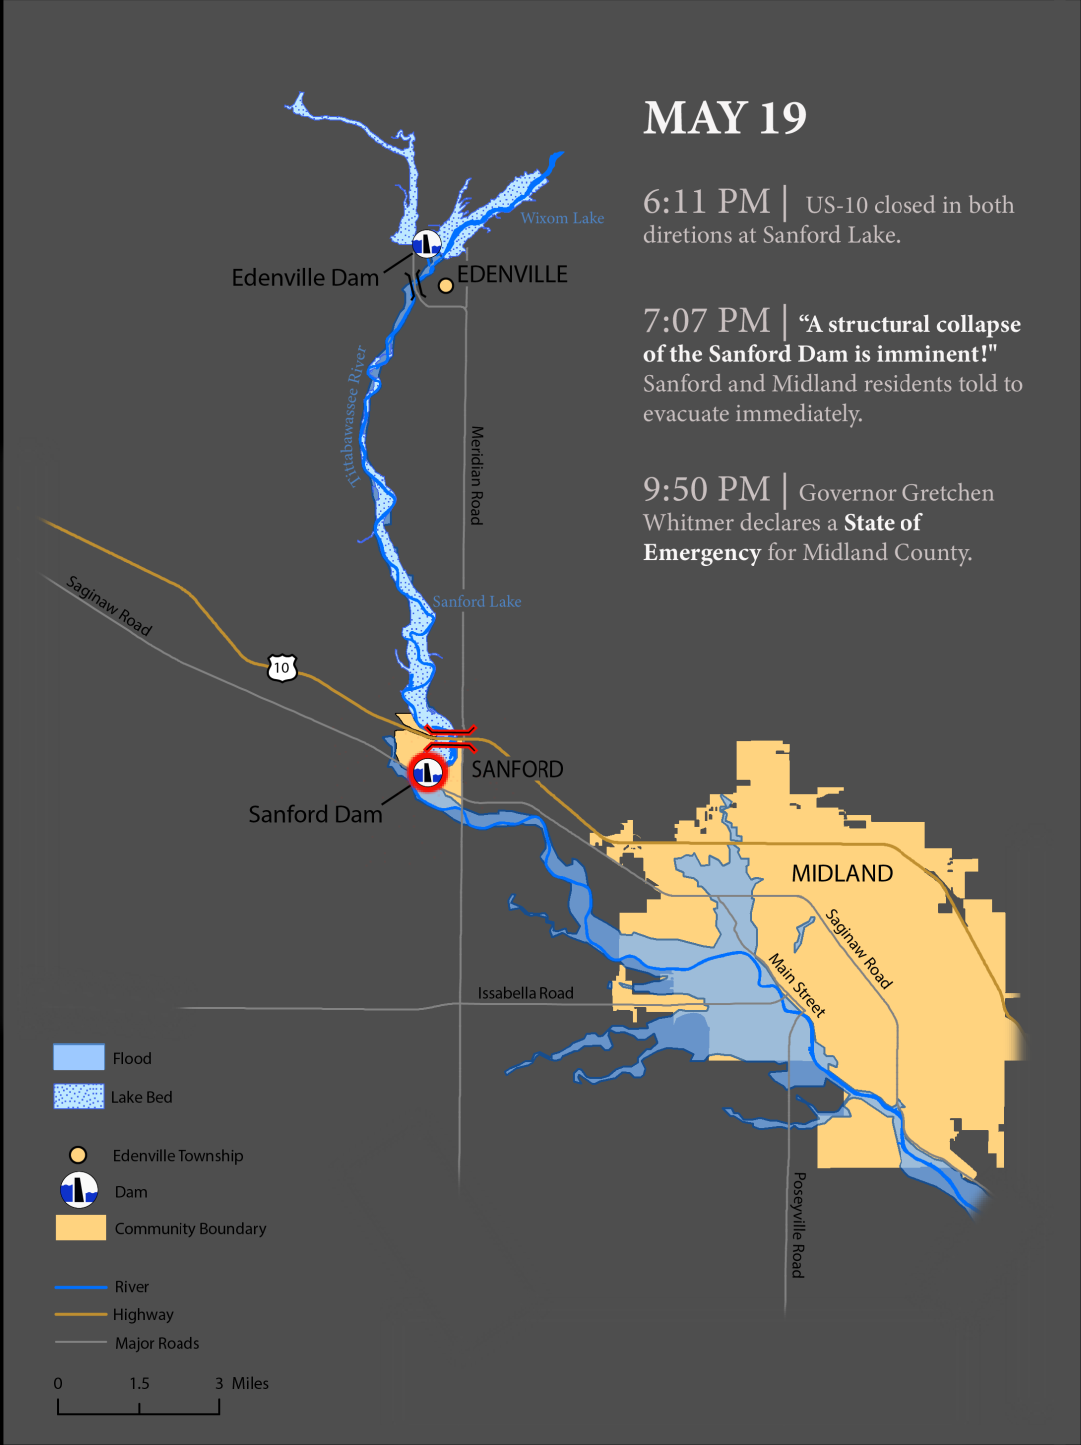 MAY 19
6:11 PM | US-10 closed in both
diretions at Sanford Lake.
7:07 PM | “A structural collapse
of the Sanford Dam is imminent!"
Sanford and Midland residents told to
evacuate immediately.
9:50 PM | Governor Gretchen
Whitmer declares a State of
Emergency for Midland County.
Wixom Lake
Edenville Dam
EDENVILLE
Tittabawassee River
Meridian Road
Sanford Lake
Saginaw Road
10
SANFORD
Sanford Dam
MIDLAND
Saginaw Road
Main Street
Issabella Road
Poseyville Road
Flood
Lake Bed
Edenville Township
Dam
Community Boundary
River
Highway
Major Roads
0 1.5 3 Miles